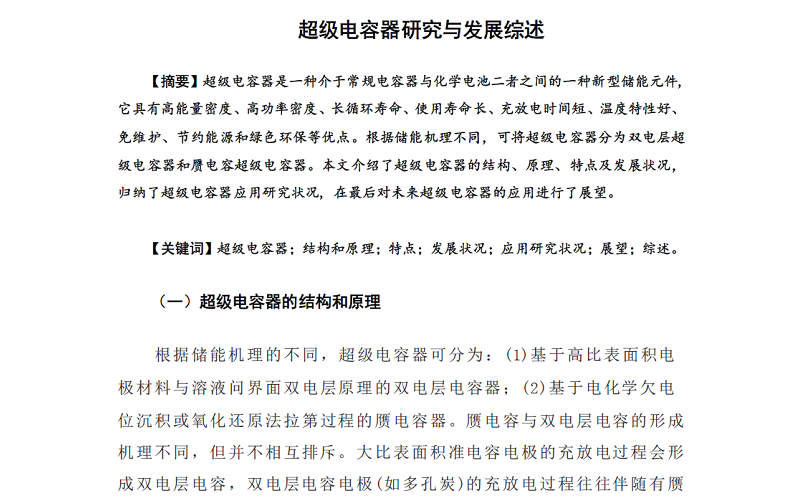 超级电容器研究与发展综述
【摘要】超级电容器是一种介于常规电容器与化学电池二者之间的一种新型储能元件，
它具有高能量密度、高功率密度、长循环寿命、使用寿命长、充放电时间短、温度特性好、
免维护、节约能源和绿色环保等优点。根据储能机理不同，可将超级电容器分为双电层超
级电容器和赝电容超级电容器。本文介绍了超级电容器的结构、原理、特点及发展状况，
归纳了超级电容器应用研究状况，在最后对未来超级电容器的应用进行了展望。
【关键词】超级电容器；结构和原理；特点；发展状况；应用研究状况；展望；综述。
（一）超级电容器的结构和原理
根据储能机理的不同，超级电容器可分为：(1)基于高比表面积电
极材料与溶液问界面双电层原理的双电层电容器；(2)基于电化学欠电
位沉积或氧化还原法拉第过程的赝电容器。赝电容与双电层电容的形成
机理不同，但并不相互排斥。大比表面积准电容电极的充放电过程会形
成双电层电容，双电层电容电极(如多孔炭)的充放电过程往往伴随有赝